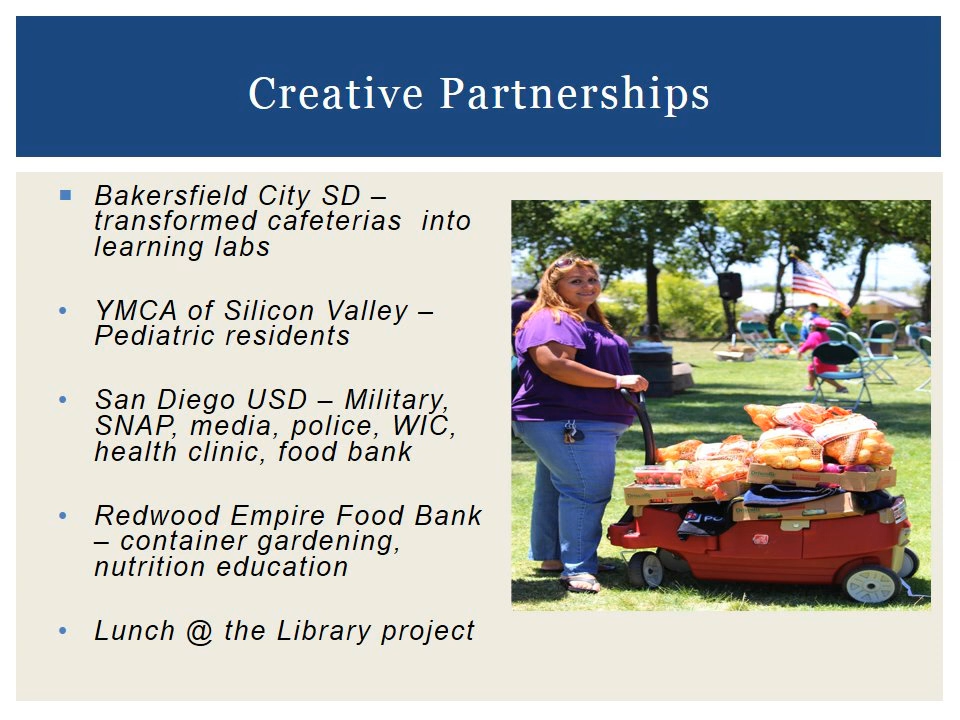 Creative Partnerships
Bakersfield City SD –
transformed cafeterias into
learning labs
YMCA of Silicon Valley –
Pediatric residents
San Diego USD – Military,
SNAP, media, police, WIC,
health clinic, food bank
Redwood Empire Food Bank
– container gardening,
nutrition education
Lunch @ the Library project